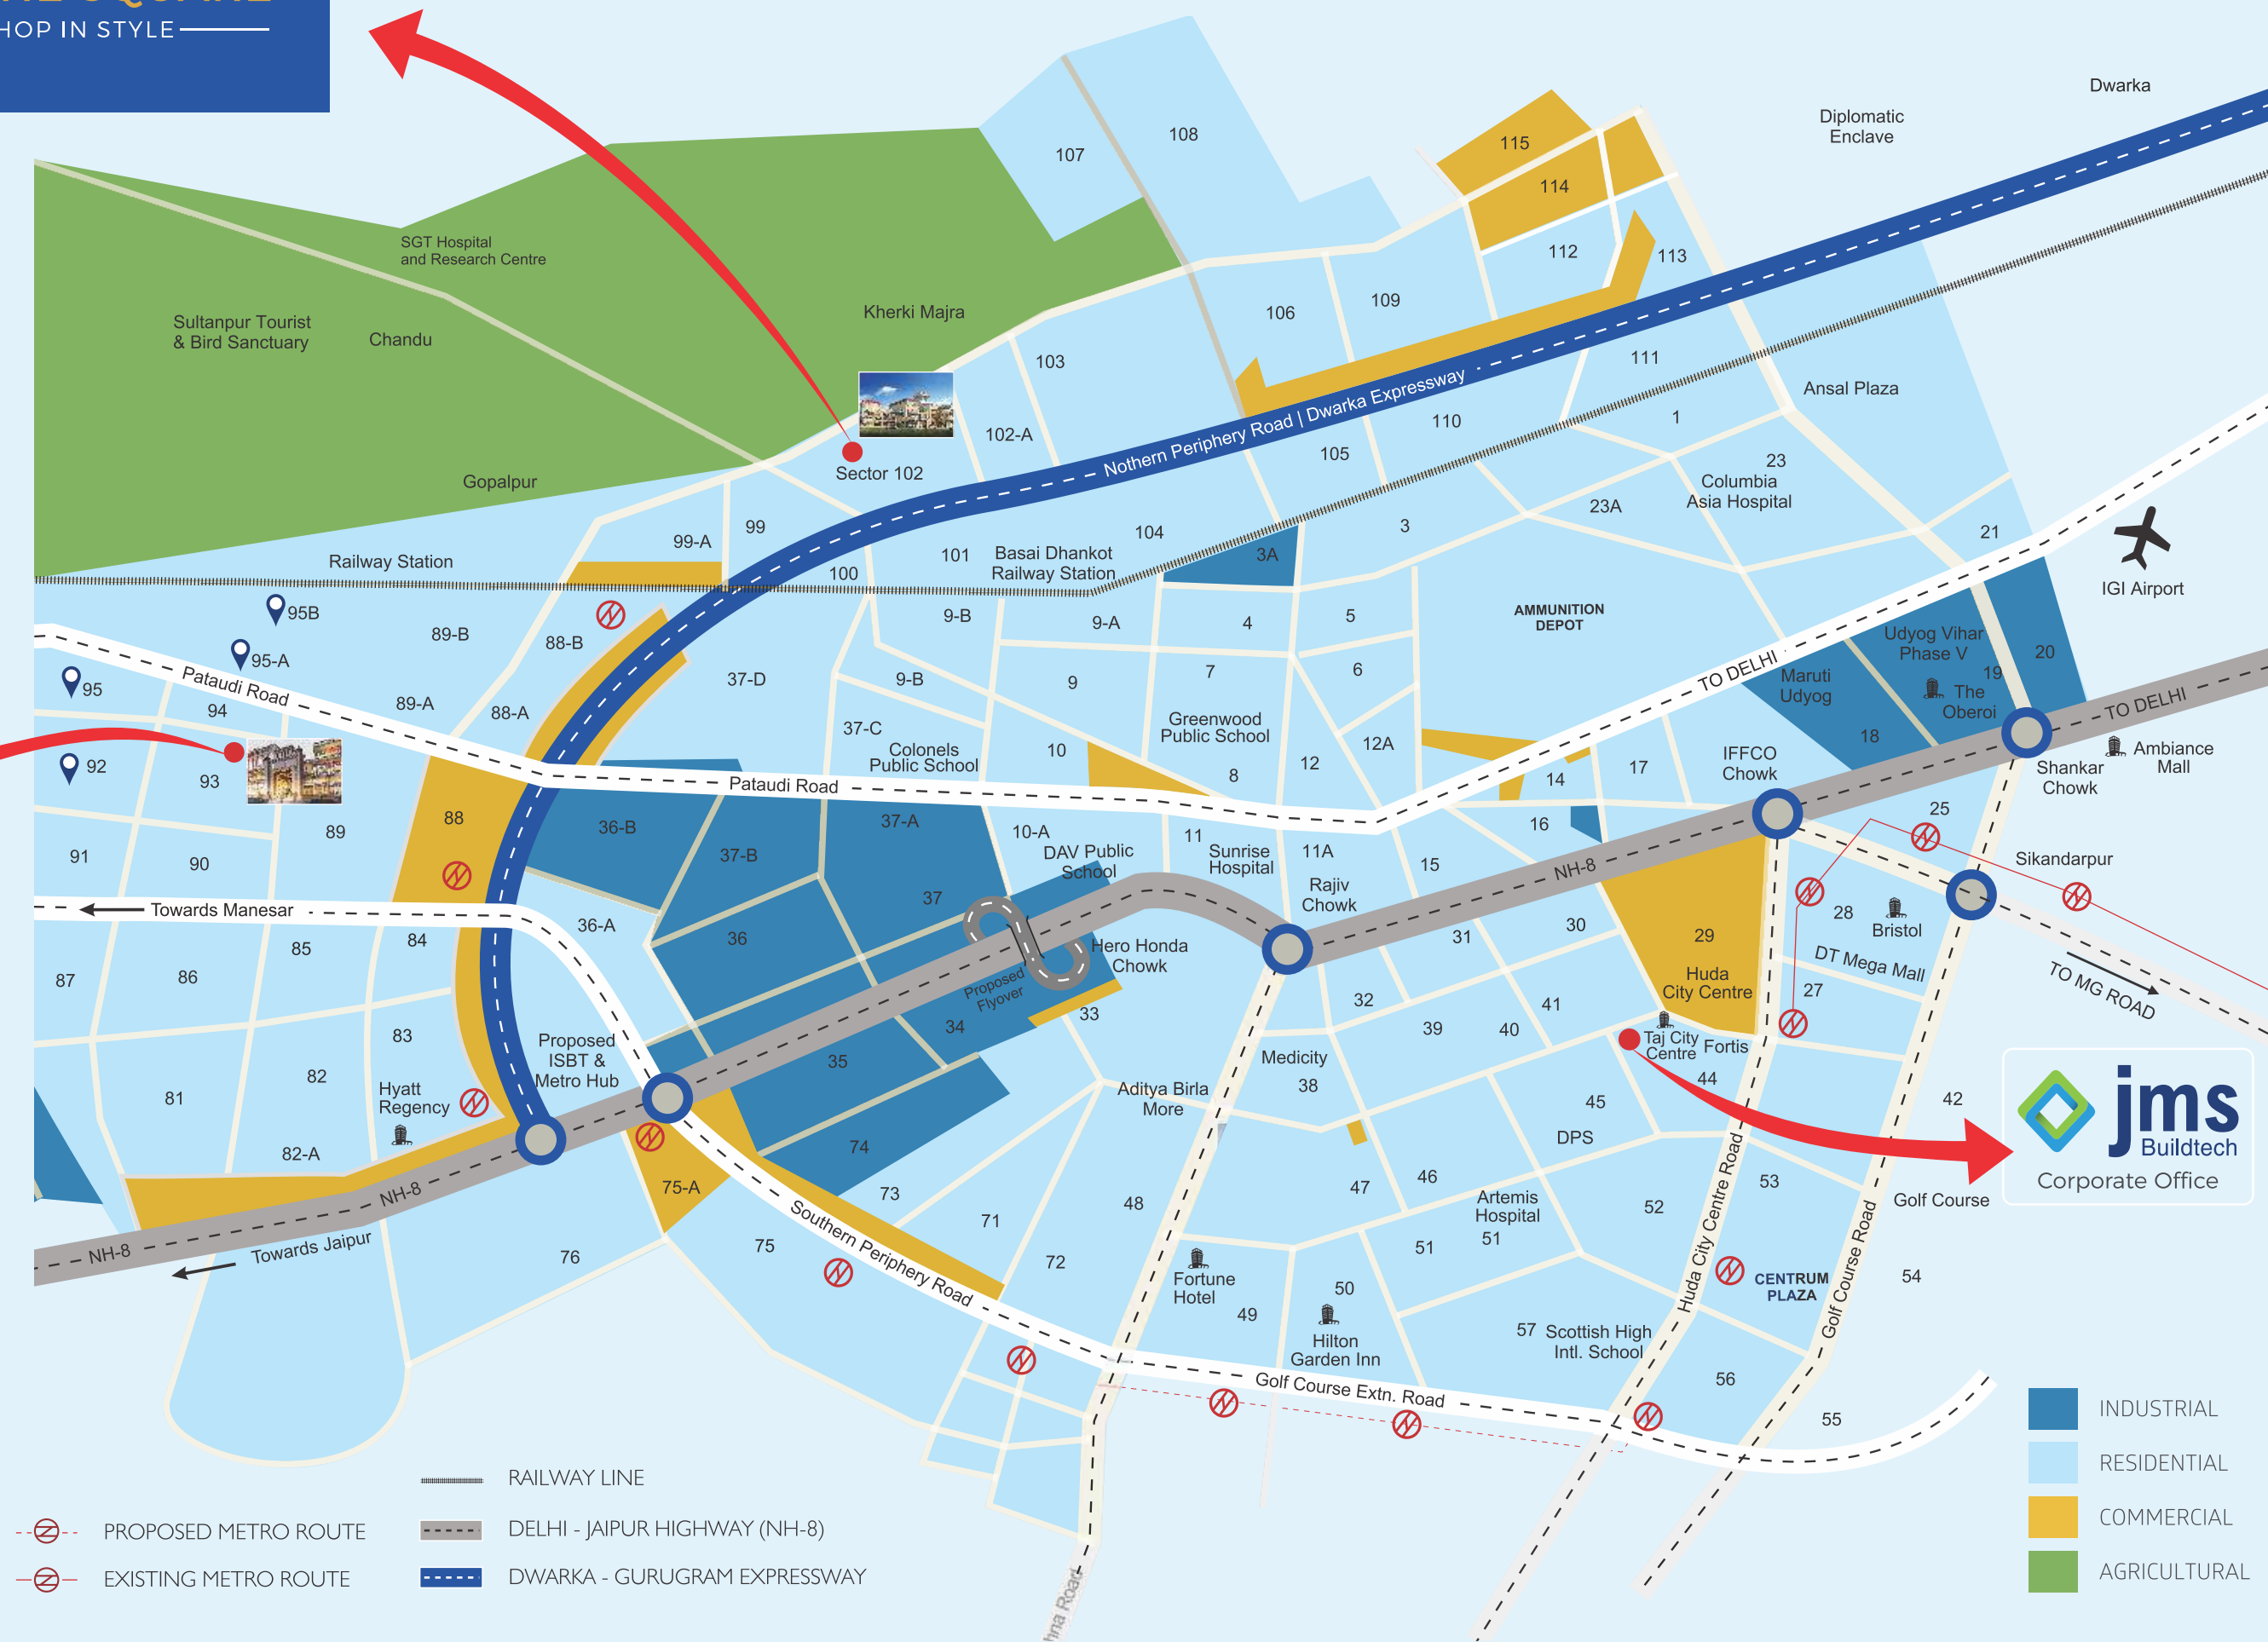 SHOP IN STYLE
Dwarka
Diplomatic
Enclave
107
108
115
114
112
113
SGT Hospital
and Research Centre
Kherki Majra
Sultanpur Tourist
& Bird Sanctuary
Chandu
106
109
103
111
Ansal Plaza
1
102-A
Sector 102
Nothern Periphery Road | Dwarka Expressway
110
105
Gopalpur
23
Columbia
Asia Hospital
23A
99
99-A
104
3
21
Railway Station
101
100
Basai Dhankot
Railway Station
3A
IGI Airport
95B
89-B
88-B
9-B
9-A
4
5
AMMUNITION
DEPOT
Udyog Vihar
Phase V
20
19
95-A
95
Pataudi Road
94
89-A
88-A
37-D
9-B
9
7
6
TO DELHI
Maruti
Udyog
The
Oberoi
18
TO DELHI
37-C
Colonels
Public School
10
Greenwood
Public School
8
12
12A
14
17
IFFCO
Chowk
Shankar
Chowk
Ambiance
Mall
92
93
Pataudi Road
88
89
36-B
37-A
37-B
10-A
DAV Public
School
11
Sunrise
Hospital
11A
Rajiv
Chowk
15
16
NH-8
25
Sikandarpur
91
90
Towards Manesar
37
36-A
36
84
85
86
87
Hero Honda
Chowk
Proposed
Flyover
31
30
29
Huda
City Centre
28
Bristol
DT Mega Mall
27
TO MG ROAD
32
39
40
41
33
34
35
83
82
81
Proposed
ISBT &
Metro Hub
Hyatt
Regency
82-A
Medicity
38
Aditya Birla
More
Taj City
Centre
Fortis
44
45
DPS
42
jms
Buildtech
Corporate Office
74
75-A
73
71
72
48
47
46
Artemis
Hospital
51
51
52
53
Huda City Centre Road
Golf Course Road
Golf Course
NH-8
NH-8
Towards Jaipur
76
75
Southern Periphery Road
Fortune
Hotel
49
50
Hilton
Garden Inn
57
Scottish High
Intl. School
CENTRUM
PLAZA
54
56
55
Golf Course Extn. Road
RAILWAY LINE
PROPOSED METRO ROUTE
DELHI - JAIPUR HIGHWAY (NH-8)
EXISTING METRO ROUTE
DWARKA - GURUGRAM EXPRESSWAY
INDUSTRIAL
RESIDENTIAL
COMMERCIAL
AGRICULTURAL